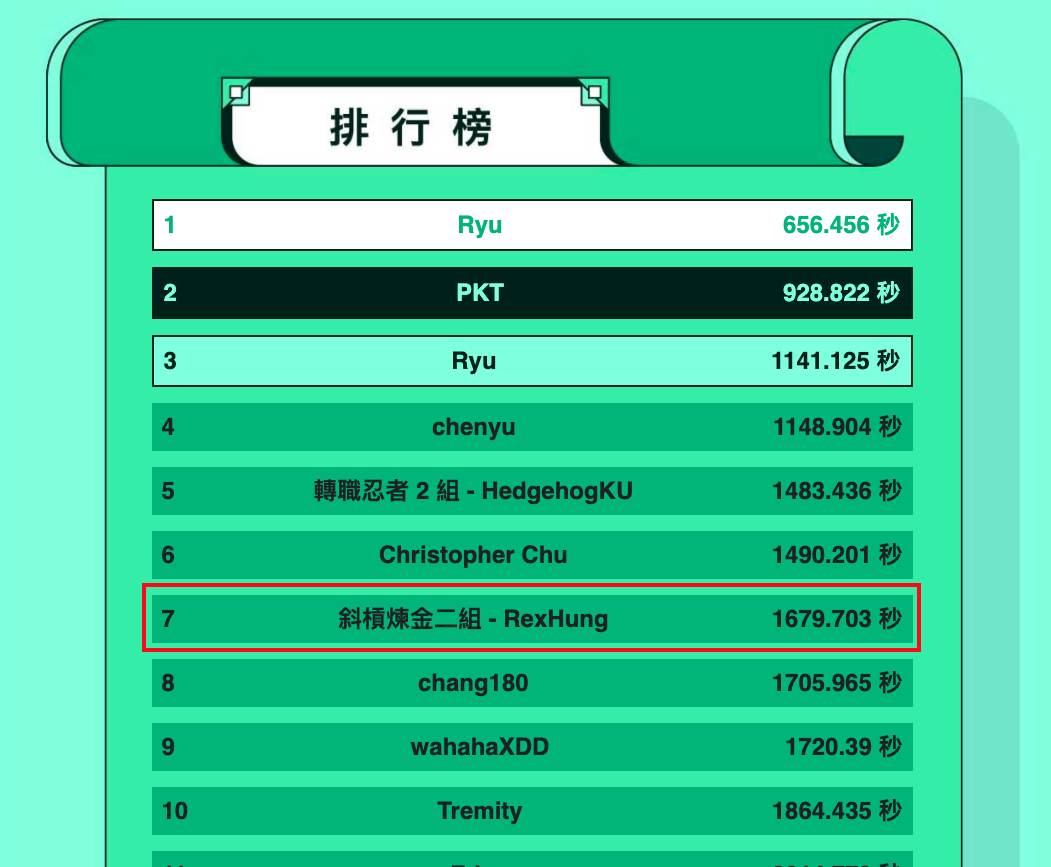 排行榜
1 Ryu 656.456 秒
2 PKT 928.822 秒
3 Ryu 1141.125 秒
4 chenyu 1148.904 秒
5 轉職忍者 2 組 - HedgehogKU 1483.436 秒
6 Christopher Chu 1490.201 秒
7 斜槓煉金二組 - RexHung 1679.703 秒
8 chang180 1705.965 秒
9 wahahaXDD 1720.39 秒
10 Tremity 1864.435 秒